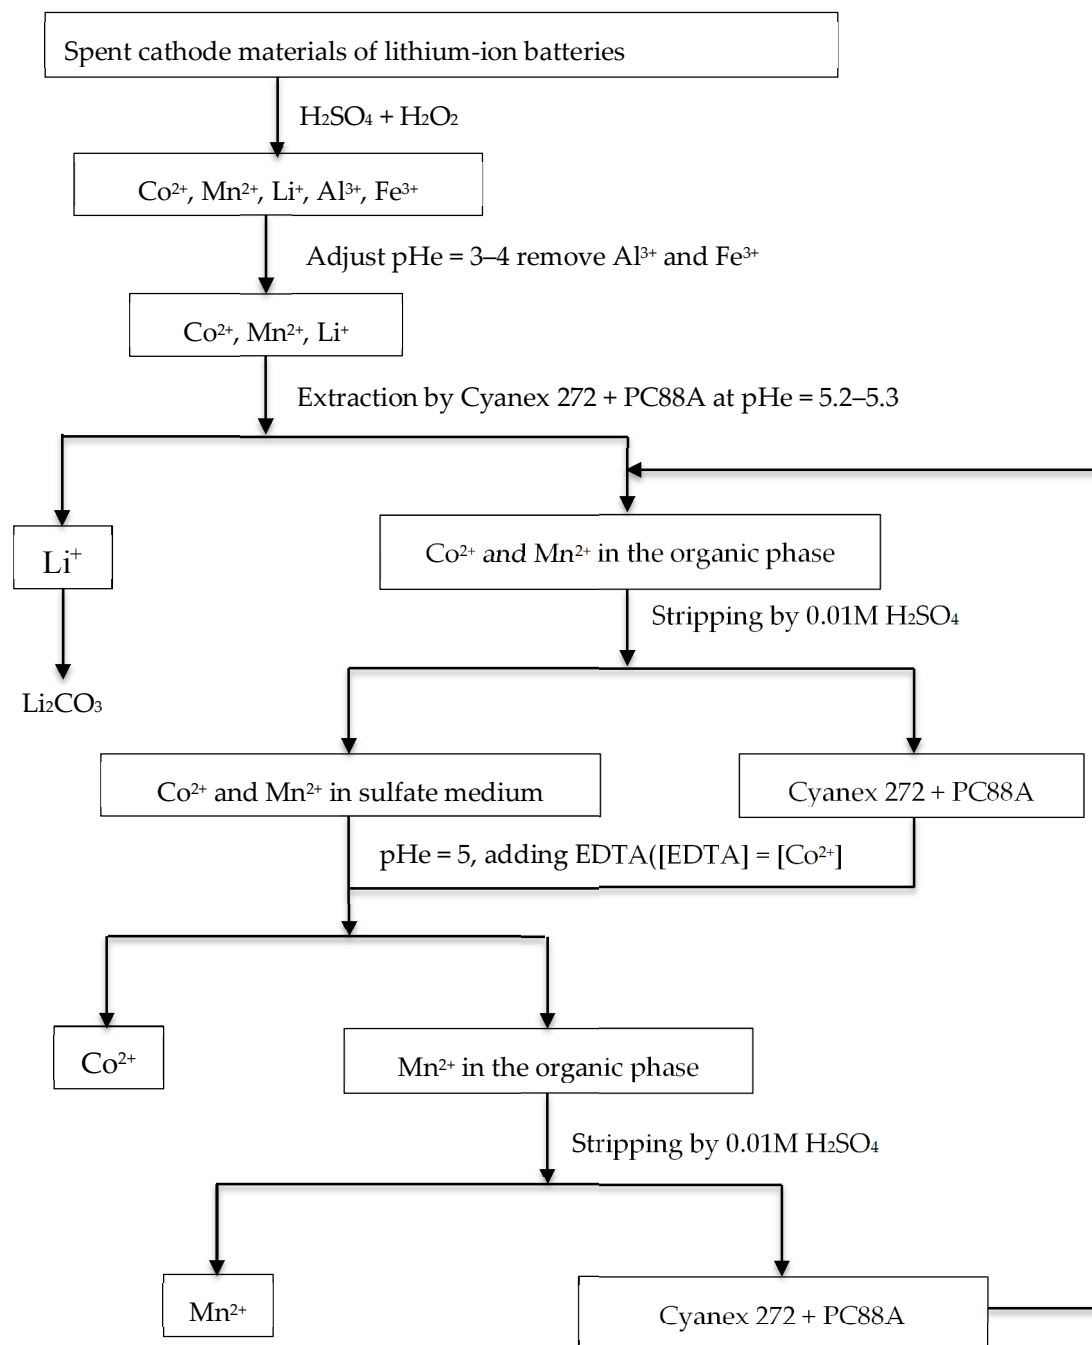 Spent cathode materials of lithium-ion batteries
H₂SO₄ + H₂O₂
Co²⁺, Mn²⁺, Li⁺, Al³⁺, Fe³⁺
Adjust pHe = 3–4 remove Al³⁺ and Fe³⁺
Co²⁺, Mn²⁺, Li⁺
Extraction by Cyanex 272 + PC88A at pHe = 5.2–5.3
Li⁺
Co²⁺ and Mn²⁺ in the organic phase
Stripping by 0.01M H₂SO₄
Li₂CO₃
Co²⁺ and Mn²⁺ in sulfate medium
Cyanex 272 + PC88A
pHe = 5, adding EDTA([EDTA] = [Co²⁺]
Co²⁺
Mn²⁺ in the organic phase
Stripping by 0.01M H₂SO₄
Mn²⁺
Cyanex 272 + PC88A